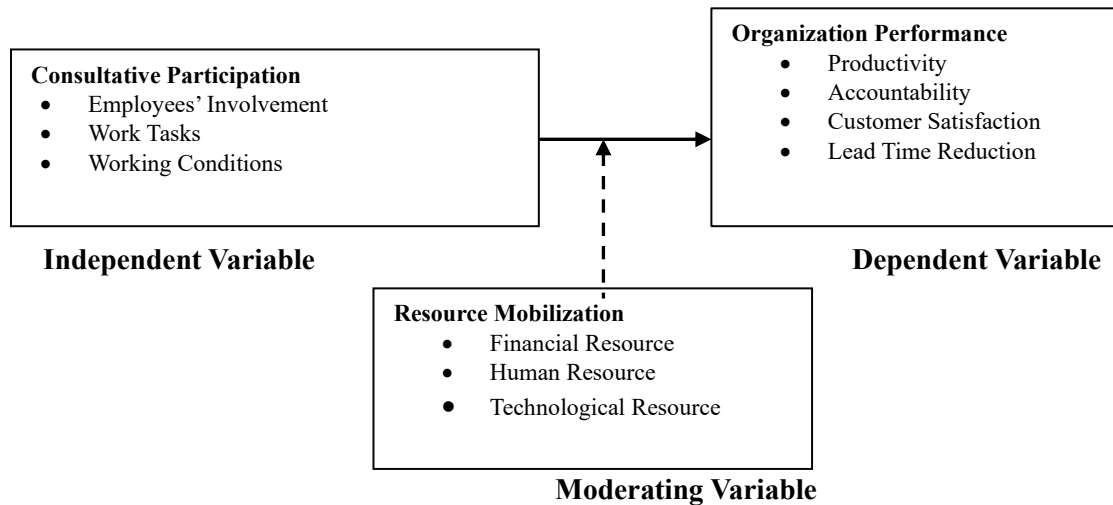 Consultative Participation
• Employees’ Involvement
• Work Tasks
• Working Conditions
Independent Variable
Organization Performance
• Productivity
• Accountability
• Customer Satisfaction
• Lead Time Reduction
Dependent Variable
Resource Mobilization
• Financial Resource
• Human Resource
• Technological Resource
Moderating Variable